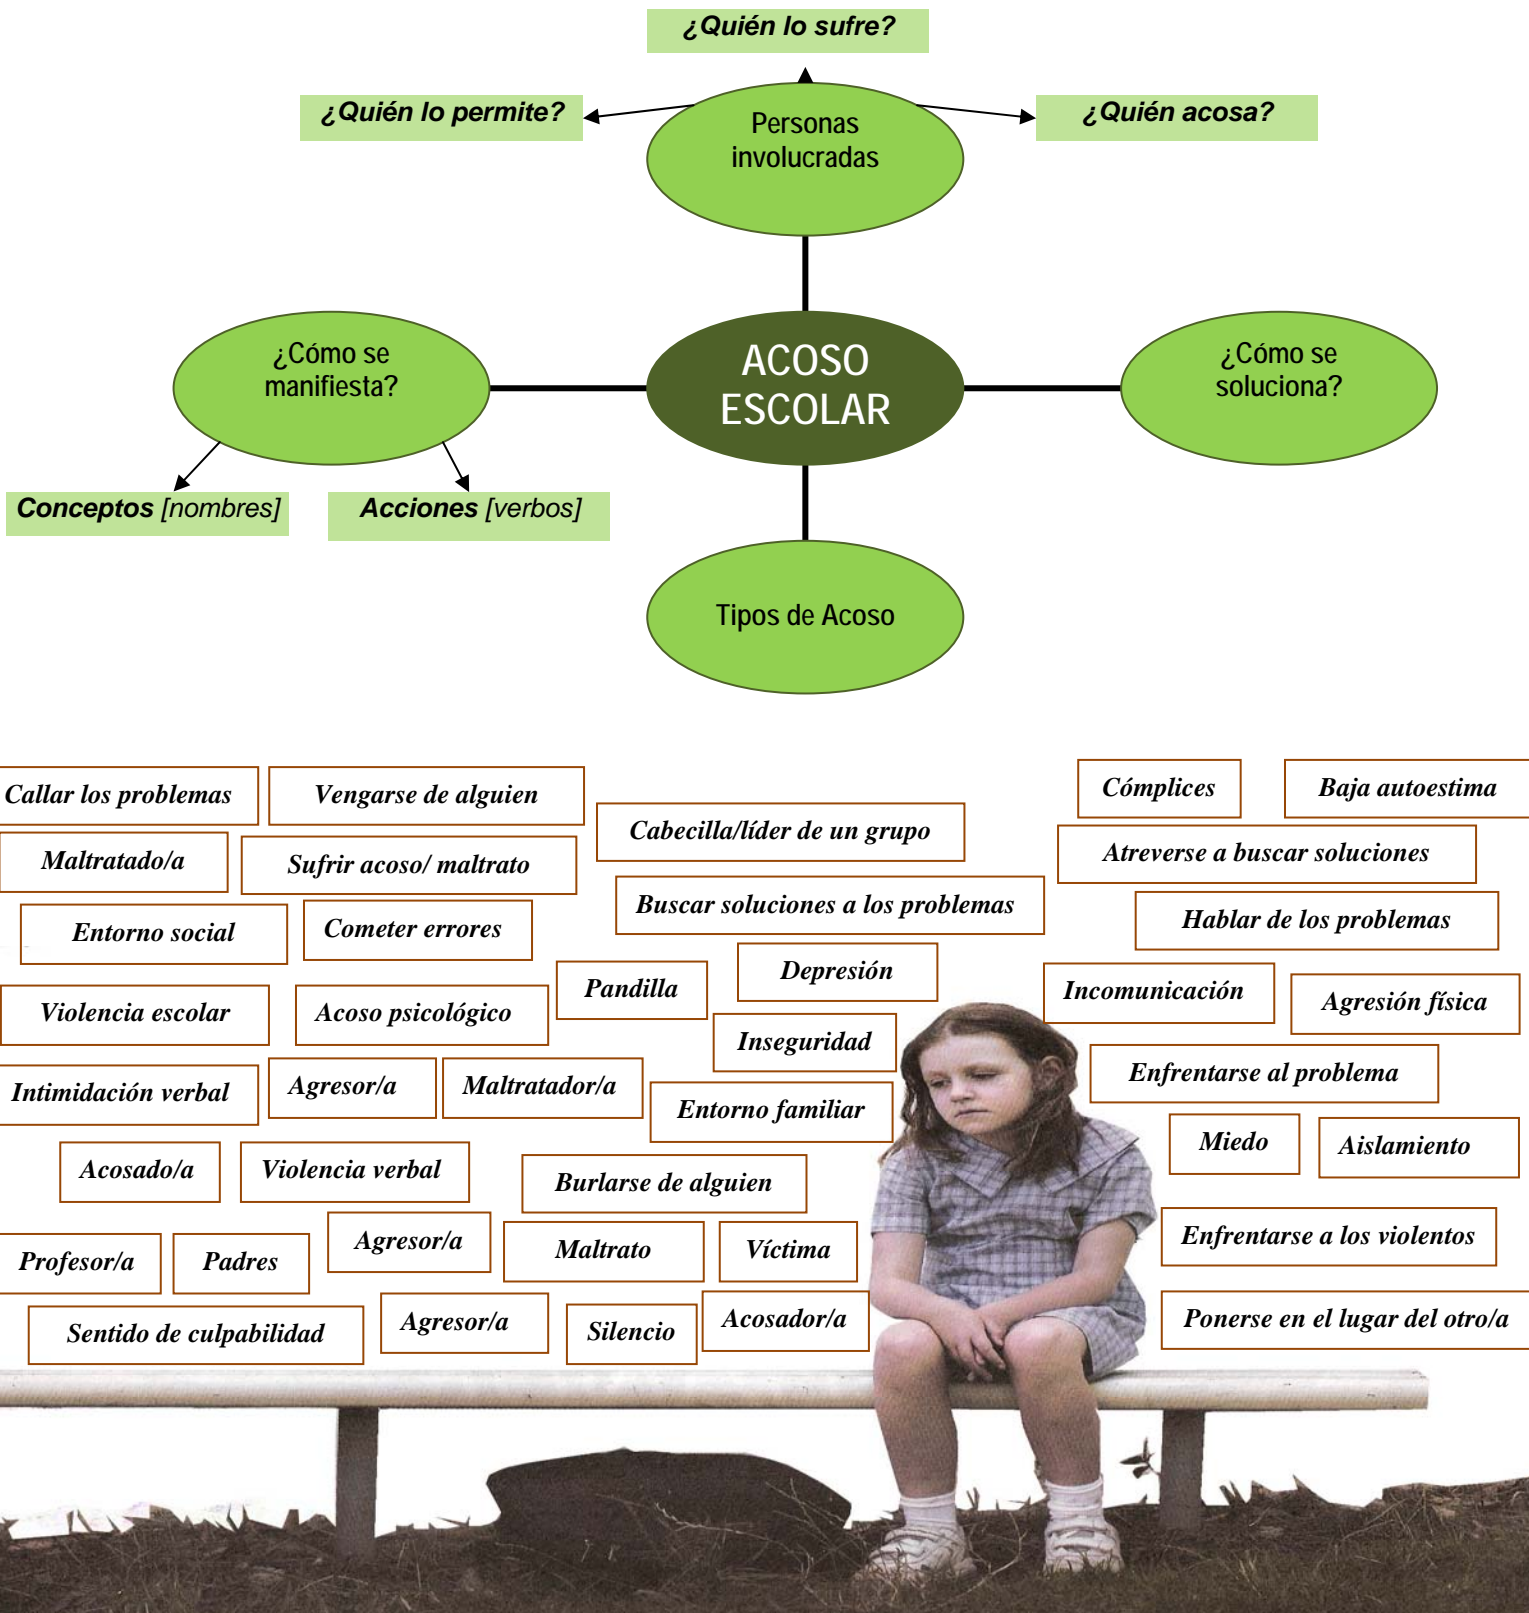 ¿Quién lo sufre?
¿Quién lo permite?
¿Quién acosa?
Personas
involucradas
¿Cómo se
manifiesta?
ACOSO
ESCOLAR
¿Cómo se
soluciona?
Conceptos [nombres]
Acciones [verbos]
Tipos de Acoso
Callar los problemas
Vengarse de alguien
Cómplices
Baja autoestima
Cabecilla/líder de un grupo
Maltratado/a
Sufrir acoso/ maltrato
Atreverse a buscar soluciones
Buscar soluciones a los problemas
Hablar de los problemas
Entorno social
Cometer errores
Depresión
Pandilla
Incomunicación
Agresión física
Violencia escolar
Acoso psicológico
Inseguridad
Enfrentarse al problema
Intimidación verbal
Agresor/a
Maltratador/a
Entorno familiar
Miedo
Aislamiento
Acosado/a
Violencia verbal
Burlarse de alguien
Profesor/a
Padres
Agresor/a
Maltrato
Víctima
Enfrentarse a los violentos
Sentido de culpabilidad
Agresor/a
Silencio
Acosador/a
Ponerse en el lugar del otro/a